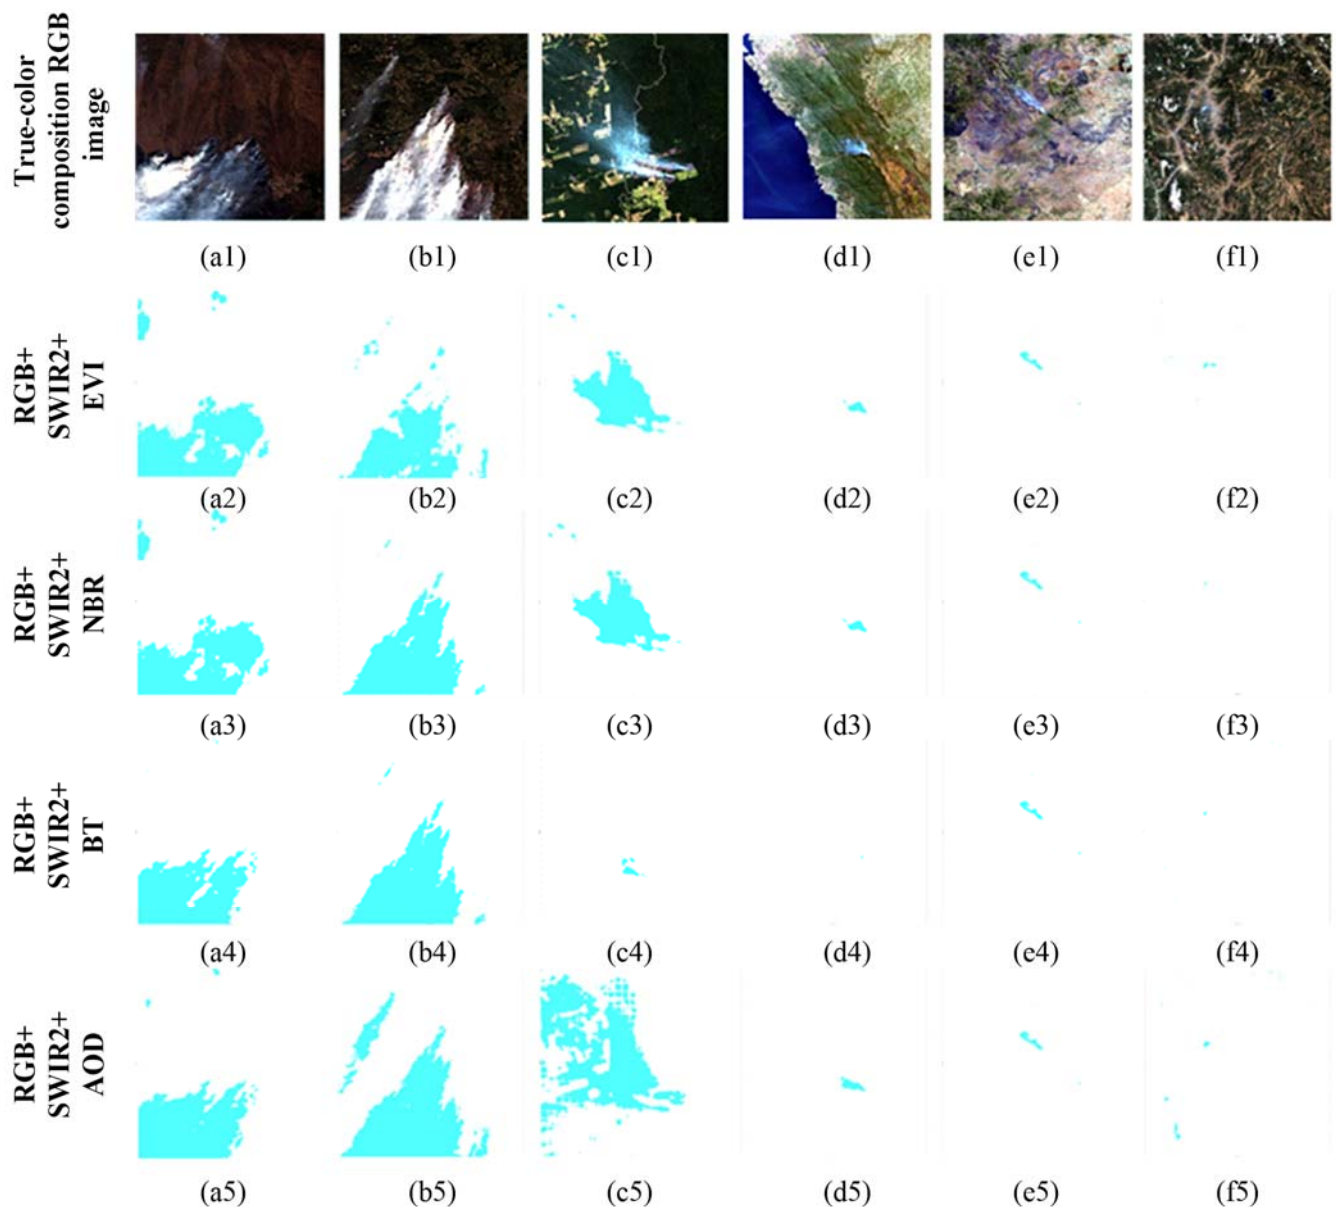 True-color
composition RGB
image
(a1) (b1) (c1) (d1) (e1) (f1)
RGB+
SWIR2+
EVI
(a2) (b2) (c2) (d2) (e2) (f2)
RGB+
SWIR2+
NBR
(a3) (b3) (c3) (d3) (e3) (f3)
RGB+
SWIR2+
BT
(a4) (b4) (c4) (d4) (e4) (f4)
RGB+
SWIR2+
AOD
(a5) (b5) (c5) (d5) (e5) (f5)